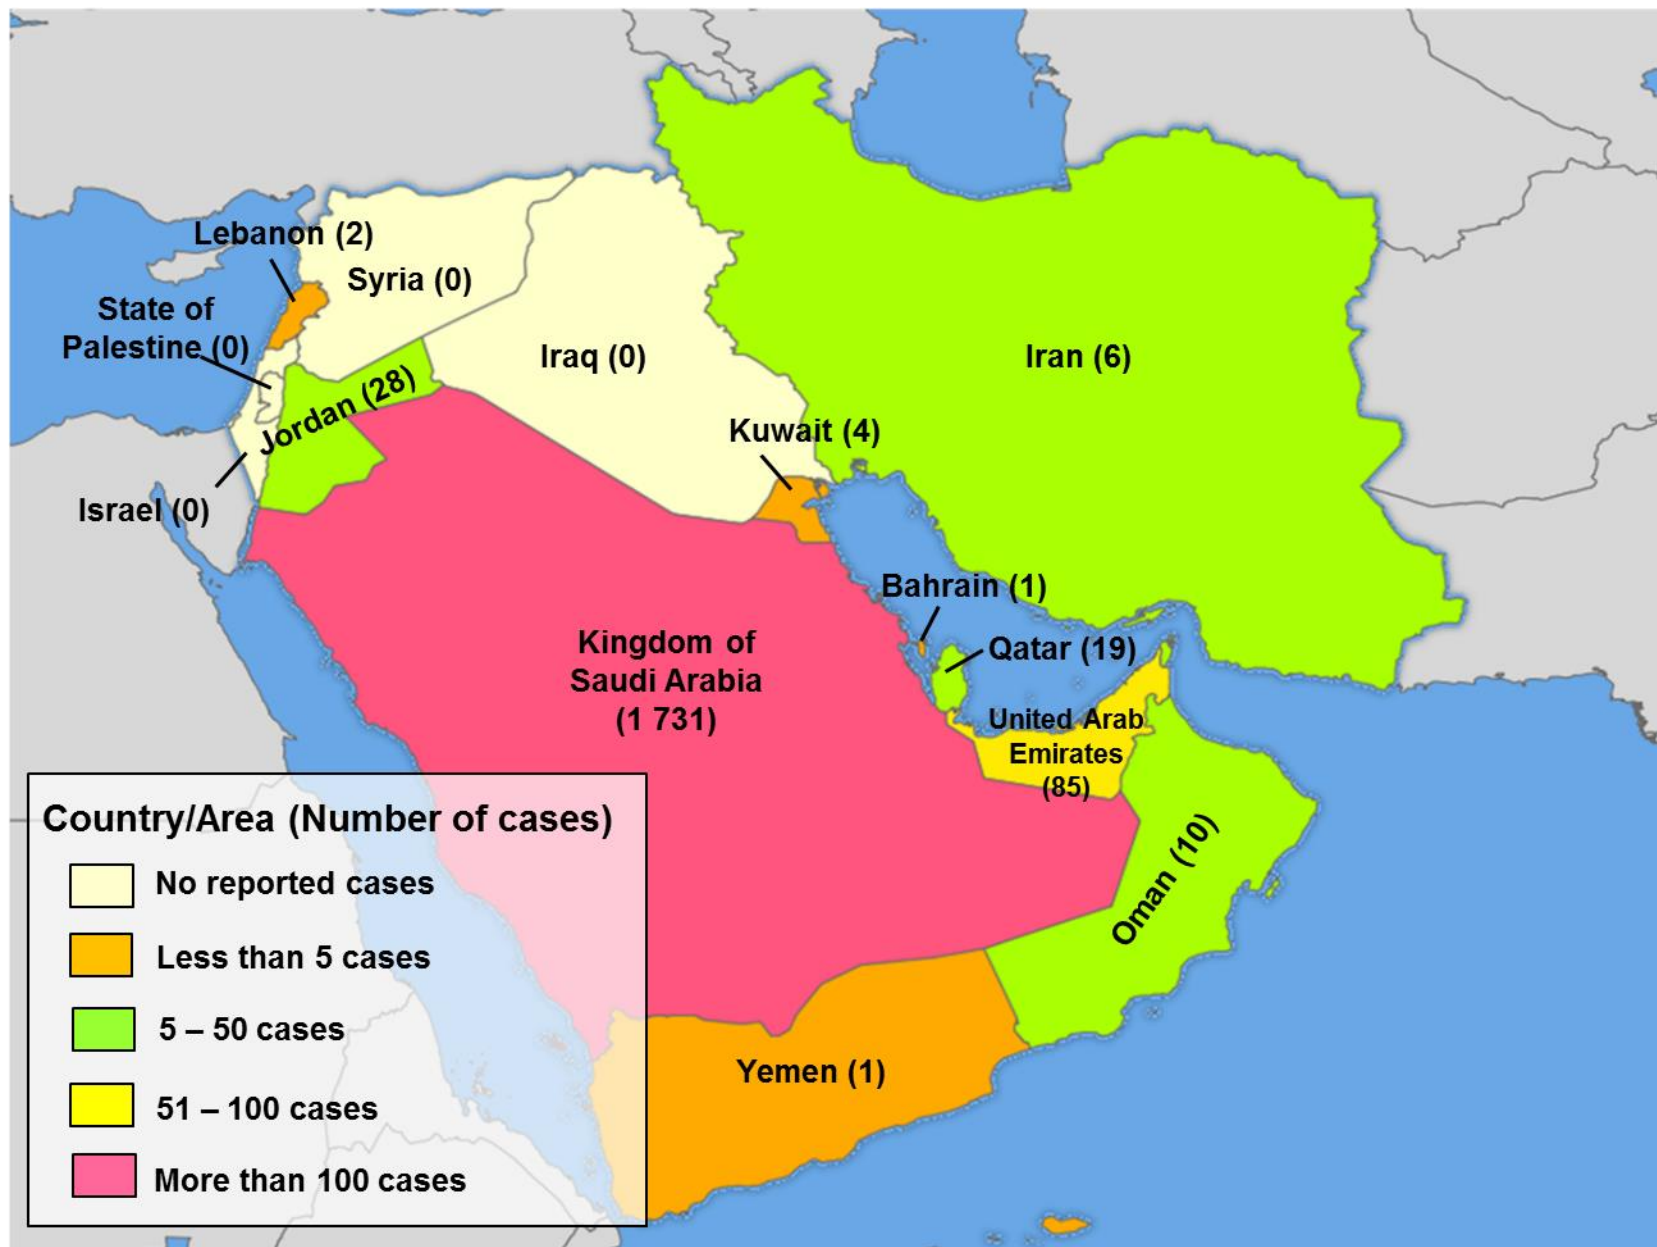 Lebanon (2)
Syria (0)
State of
Palestine (0)
Iraq (0)
Iran (6)
Jordan (28)
Kuwait (4)
Israel (0)
Bahrain (1)
Kingdom of
Saudi Arabia
(1 731)
Qatar (19)
United Arab
Emirates
(85)
Oman (10)
Yemen (1)
Country/Area (Number of cases)
No reported cases
Less than 5 cases
5 – 50 cases
51 – 100 cases
More than 100 cases